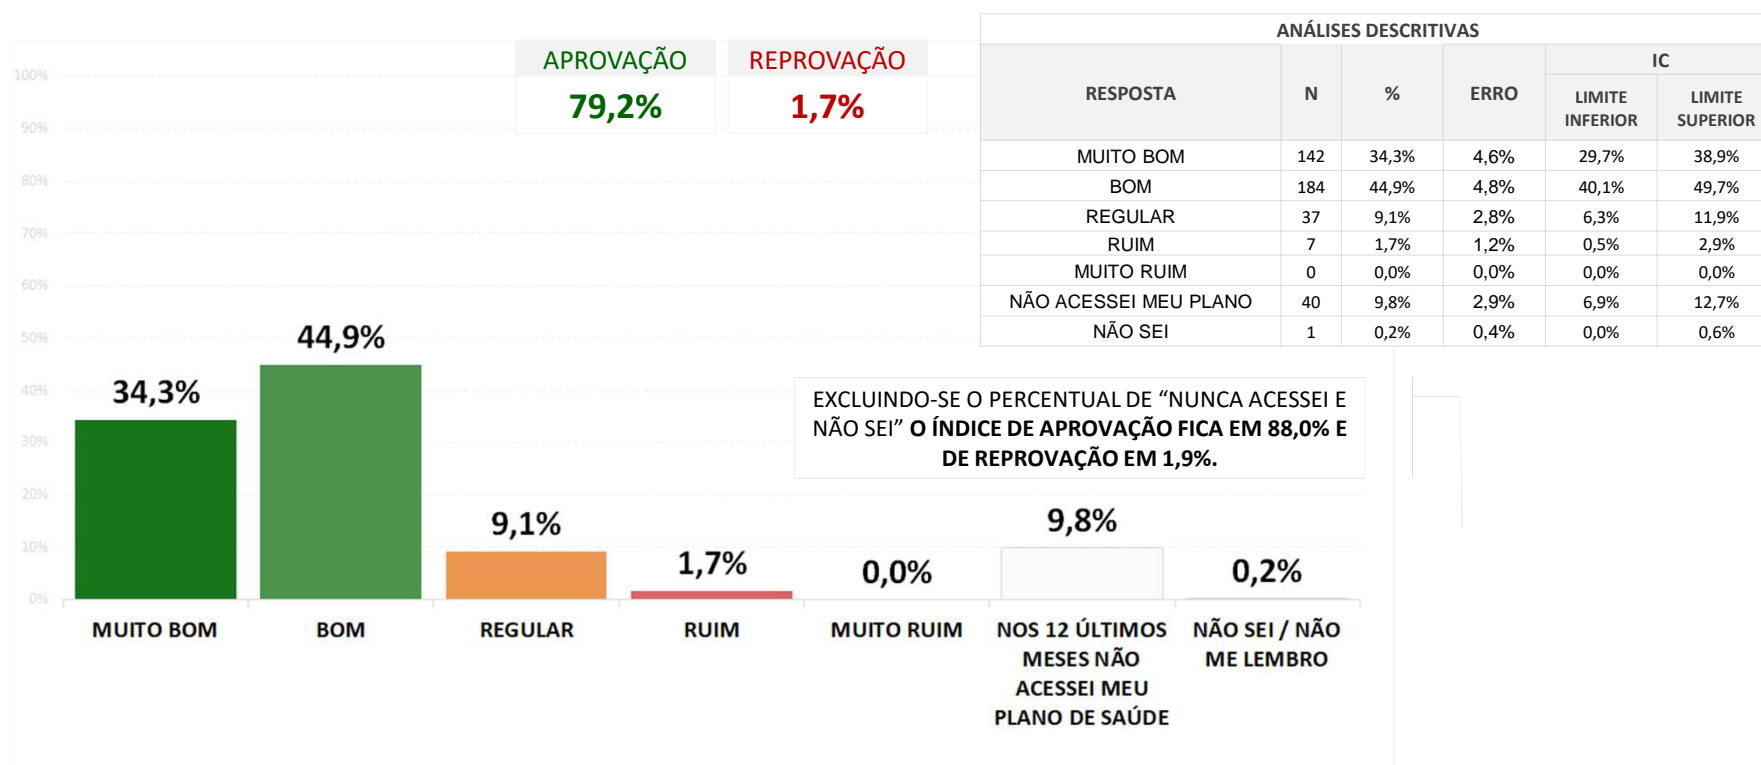 ANÁLISES DESCRITIVAS
RESPOSTA N % ERRO IC
LIMITE INFERIOR LIMITE SUPERIOR
MUITO BOM 142 34,3% 4,6% 29,7% 38,9%
BOM 184 44,9% 4,8% 40,1% 49,7%
REGULAR 37 9,1% 2,8% 6,3% 11,9%
RUIM 7 1,7% 1,2% 0,5% 2,9%
MUITO RUIM 0 0,0% 0,0% 0,0% 0,0%
NÃO ACESSEI MEU PLANO 40 9,8% 2,9% 6,9% 12,7%
NÃO SEI 1 0,2% 0,4% 0,0% 0,6%
APROVAÇÃO REPROVAÇÃO
79,2% 1,7%
100%
90%
80%
70%
60%
50%
40%
30%
20%
10%
0%
34,3%
44,9%
9,1%
1,7%
0,0%
9,8%
0,2%
EXCLUINDO-SE O PERCENTUAL DE “NUNCA ACESSEI E
NÃO SEI” O ÍNDICE DE APROVAÇÃO FICA EM 88,0% E
DE REPROVAÇÃO EM 1,9%.
MUITO BOM
BOM
REGULAR
RUIM
MUITO RUIM
NOS 12 ÚLTIMOS
MESES NÃO
ACESSEI MEU
PLANO DE SAÚDE
NÃO SEI / NÃO
ME LEMBRO